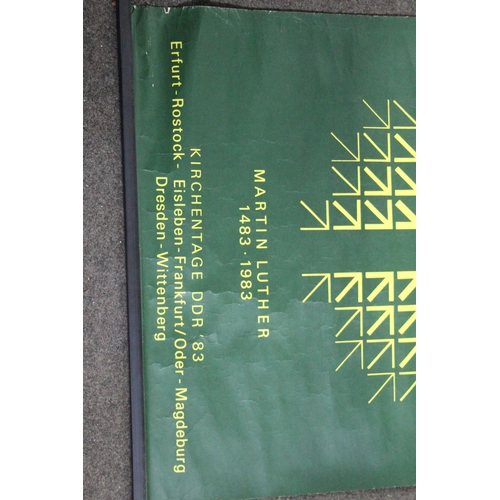 MARTIN LUTHER
1483 · 1983
KIRCHENTAGE DDR '83
Erfurt - Rostock - Eisleben - Frankfurt/Oder - Magdeburg
Dresden - Wittenberg